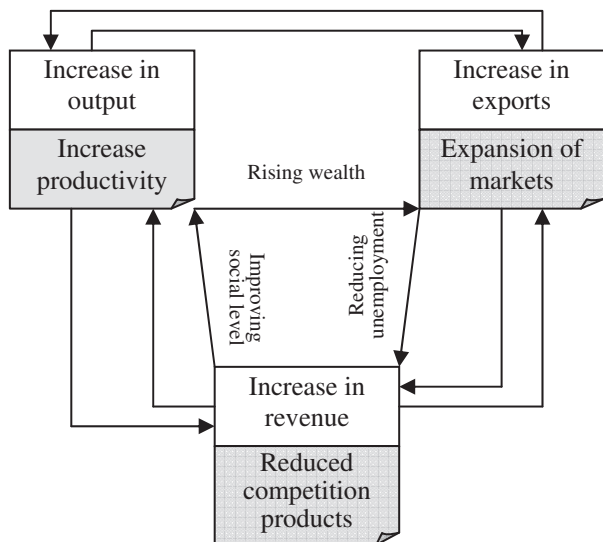 Increase in
output
Increase
productivity
Increase in
exports
Expansion of
markets
Rising wealth
Improving
social level
Reducing
unemployment
Increase in
revenue
Reduced
competition
products